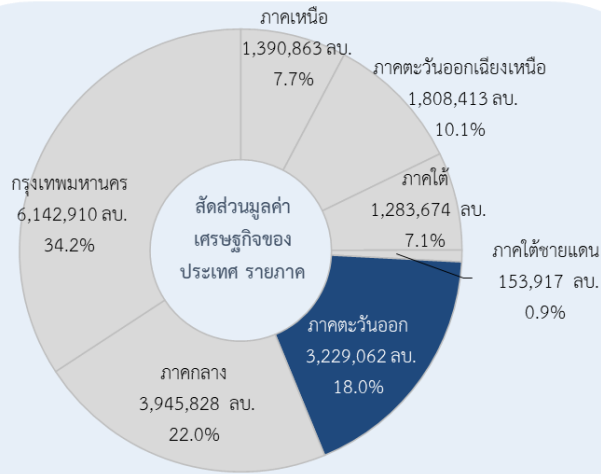 ภาคเหนือ
1,390,863 ลบ.
7.7%
ภาคตะวันออกเฉียงเหนือ
1,808,413 ลบ.
10.1%
ภาคใต้
1,283,674 ลบ.
7.1%
ภาคใต้ชายแดน
153,917 ลบ.
0.9%
ภาคตะวันออก
3,229,062 ลบ.
18.0%
ภาคกลาง
3,945,828 ลบ.
22.0%
กรุงเทพมหานคร
6,142,910 ลบ.
34.2%
สัดส่วนมูลค่า
เศรษฐกิจของ
ประเทศ รายภาค